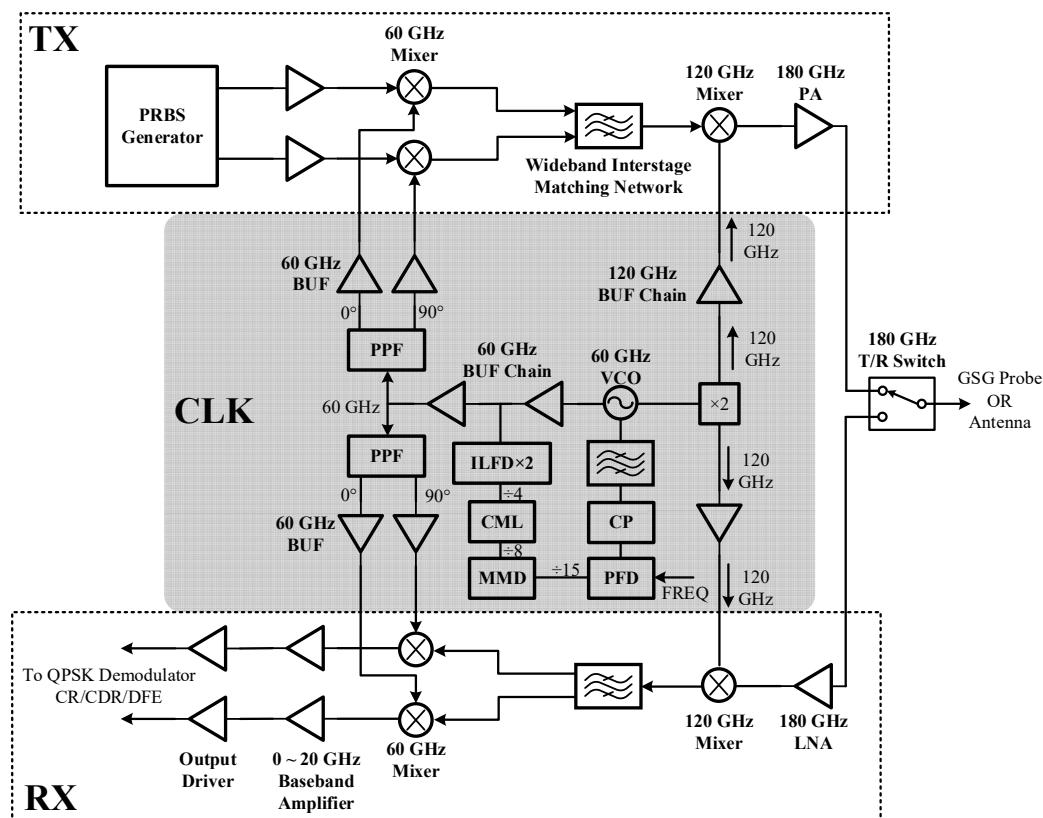 TX
60 GHz
Mixer
120 GHz
Mixer
180 GHz
PA
PRBS
Generator
Wideband Interstage
Matching Network
60 GHz
BUF
0°
90°
PPF
120 GHz
BUF Chain
120
GHz
120
GHz
60 GHz
BUF Chain
60 GHz
VCO
×2
180 GHz
T/R Switch
GSG Probe
OR
Antenna
CLK
60 GHz
PPF
0°
90°
60 GHz
BUF
ILFD×2
÷4
CML
÷8
MMD
÷15
CP
PFD
FREQ
120
GHz
120
GHz
To QPSK Demodulator
CR/CDR/DFE
Output
Driver
0 ~ 20 GHz
Baseband
Amplifier
60 GHz
Mixer
120 GHz
Mixer
180 GHz
LNA
RX